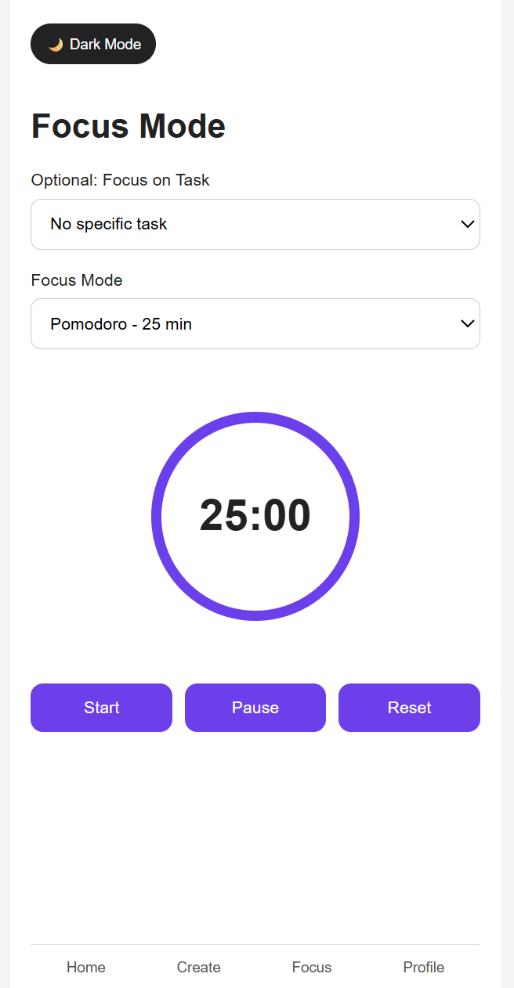 🌙 Dark Mode
Focus Mode
Optional: Focus on Task
No specific task
Focus Mode
Pomodoro - 25 min
25:00
Start Pause Reset
Home Create Focus Profile